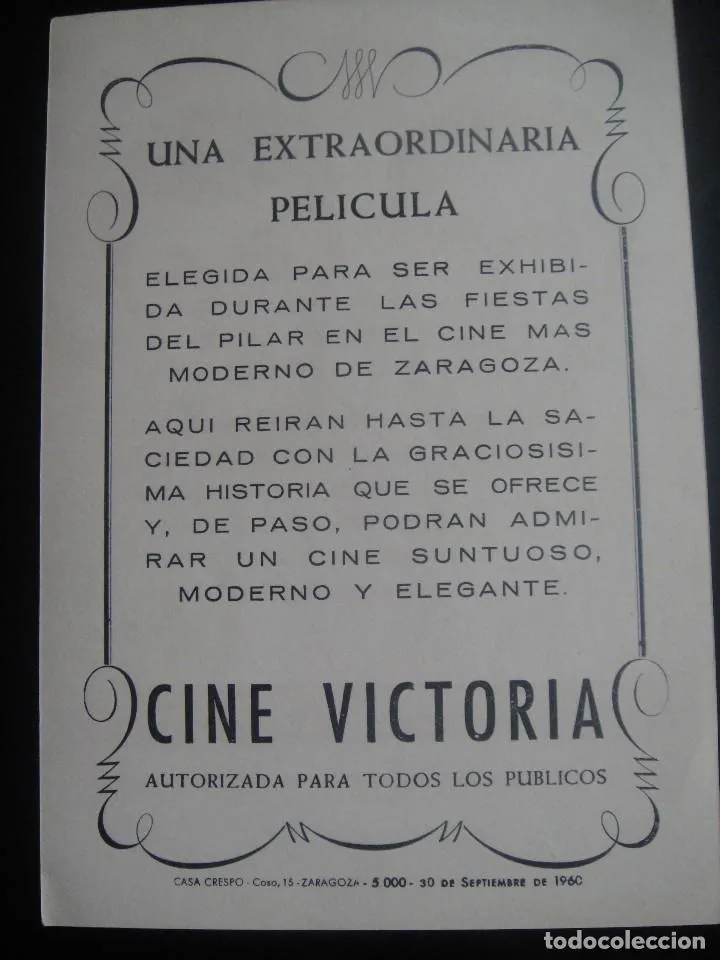 UNA EXTRAORDINARIA
PELICULA
ELEGIDA PARA SER EXHIBI-
DA DURANTE LAS FIESTAS
DEL PILAR EN EL CINE MAS
MODERNO DE ZARAGOZA.
AQUI REIRAN HASTA LA SA-
CIEDAD CON LA GRACIOSISI-
MA HISTORIA QUE SE OFRECE
Y, DE PASO, PODRAN ADMI-
RAR UN CINE SUNTUOSO,
MODERNO Y ELEGANTE.
CINE VICTORIA
AUTORIZADA PARA TODOS LOS PUBLICOS
CASA CRESPO - Coso, 15 - ZARAGOZA - 5.000 - 30 DE SEPTIEMBRE DE 1960
todocoleccion.net